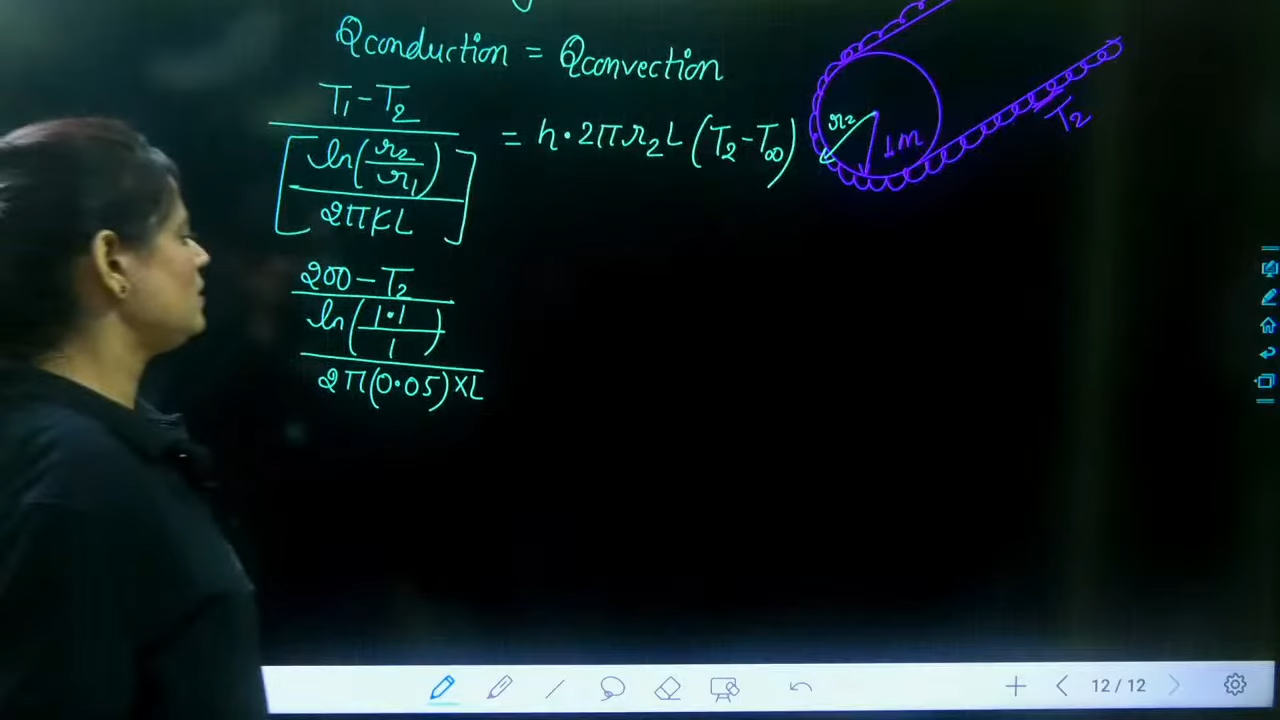 Qconduction = Qconvection
T₁ - T₂ / [ln(r₂/r₁) / 2πKL] = h·2πr₂L (T₂ - T∞)
200 - T₂ / ln(1·1/1) / 2π(0·05)×L
r₂
1m
T₂
12 / 12